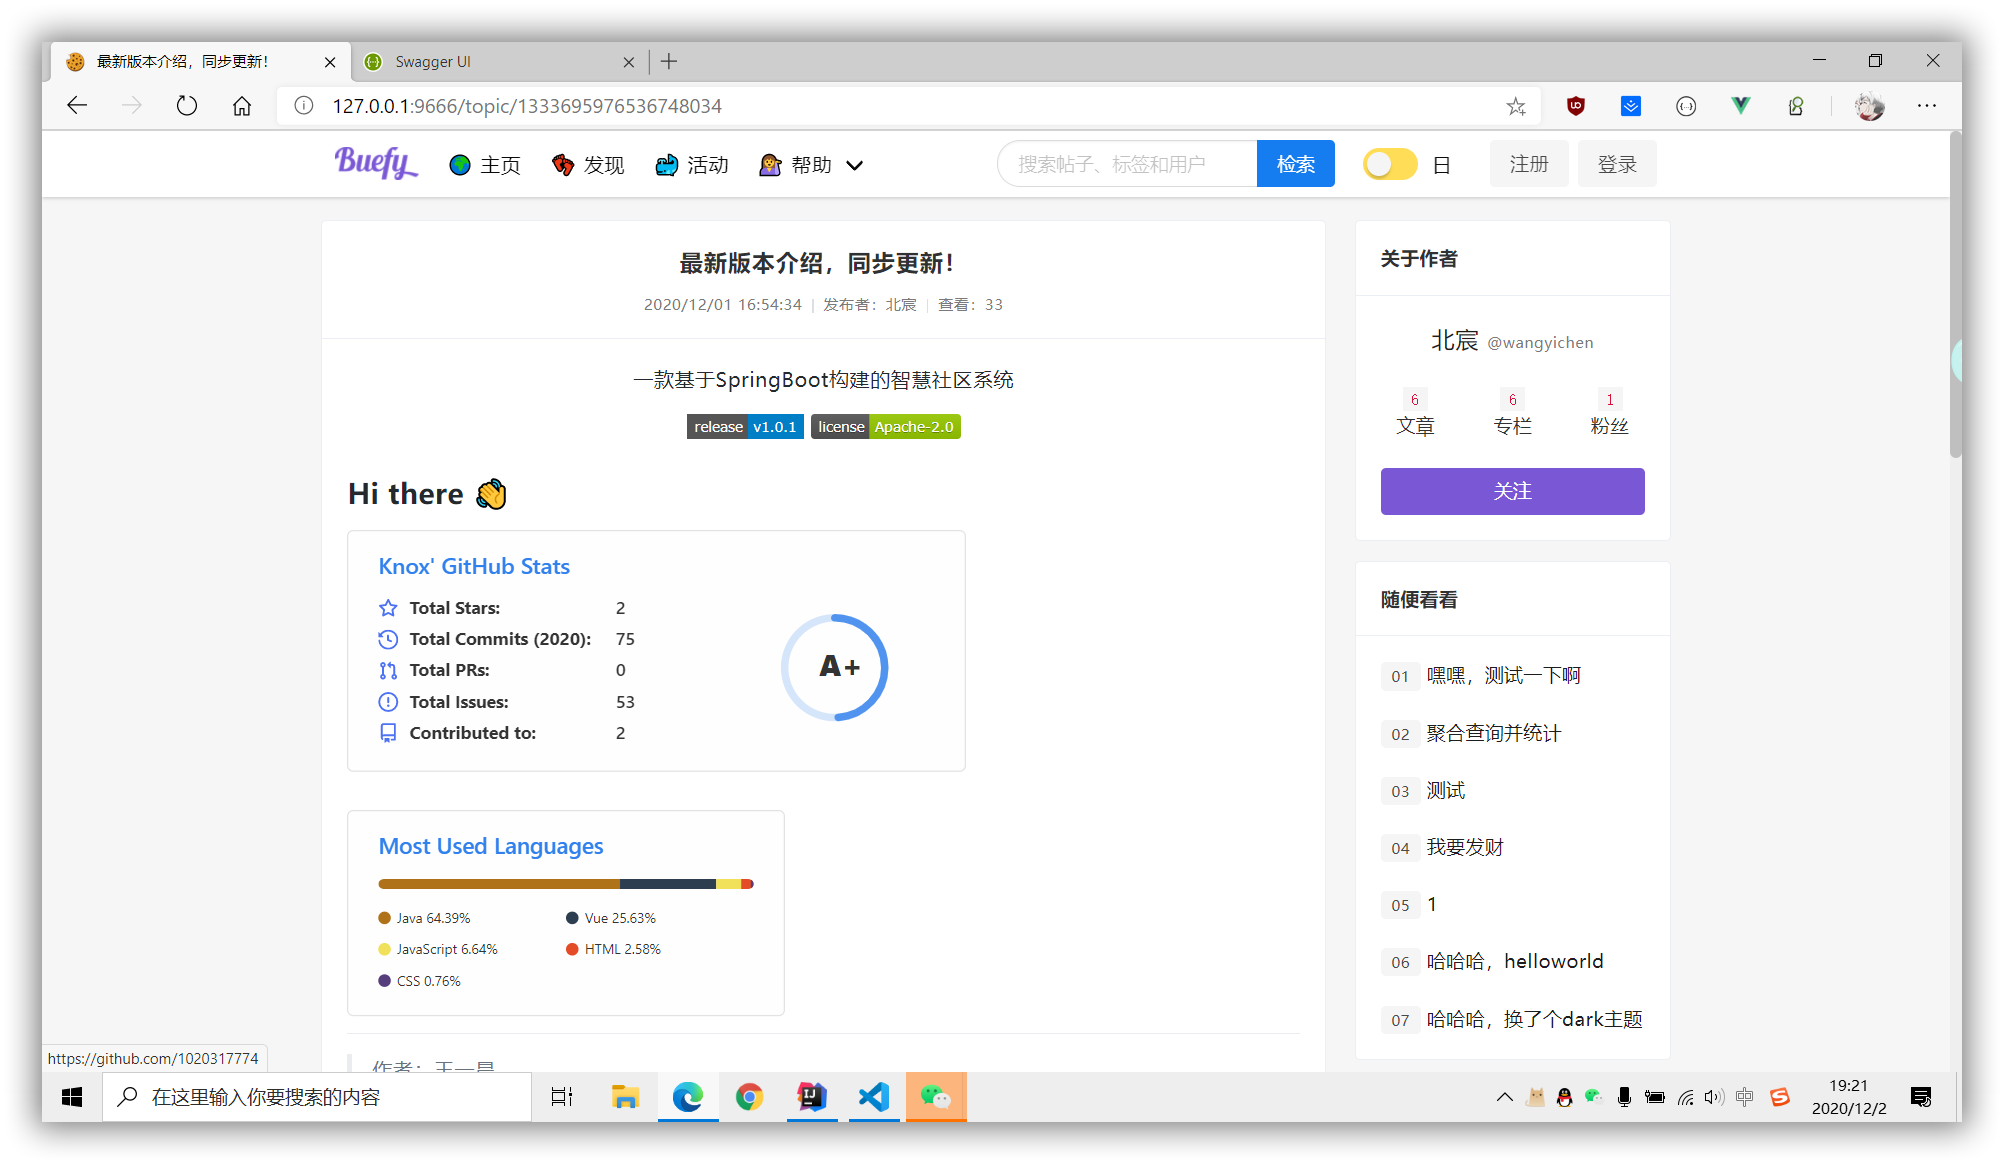 最新版本介绍，同步更新！
Swagger UI
127.0.0.1:9666/topic/1333695976536748034
Buefy 主页 发现 活动 帮助
搜索帖子、标签和用户 检索 日 注册 登录
最新版本介绍，同步更新！
2020/12/01 16:54:34 | 发布者：北宸 | 查看：33
一款基于SpringBoot构建的智慧社区系统
release v1.0.1 license Apache-2.0
Hi there 👋
Knox' GitHub Stats
Total Stars: 2
Total Commits (2020): 75
Total PRs: 0
Total Issues: 53
Contributed to: 2
A+
Most Used Languages
Java 64.39% Vue 25.63%
JavaScript 6.64% HTML 2.58%
CSS 0.76%
作者：王一晨
关于作者
北宸 @wangyichen
6 6 1
文章 专栏 粉丝
关注
随便看看
01 嘿嘿，测试一下啊
02 聚合查询并统计
03 测试
04 我要发财
05 1
06 哈哈哈，helloworld
07 哈哈哈，换了个dark主题
https://github.com/1020317774
在这里输入你要搜索的内容
中
19:21
2020/12/2